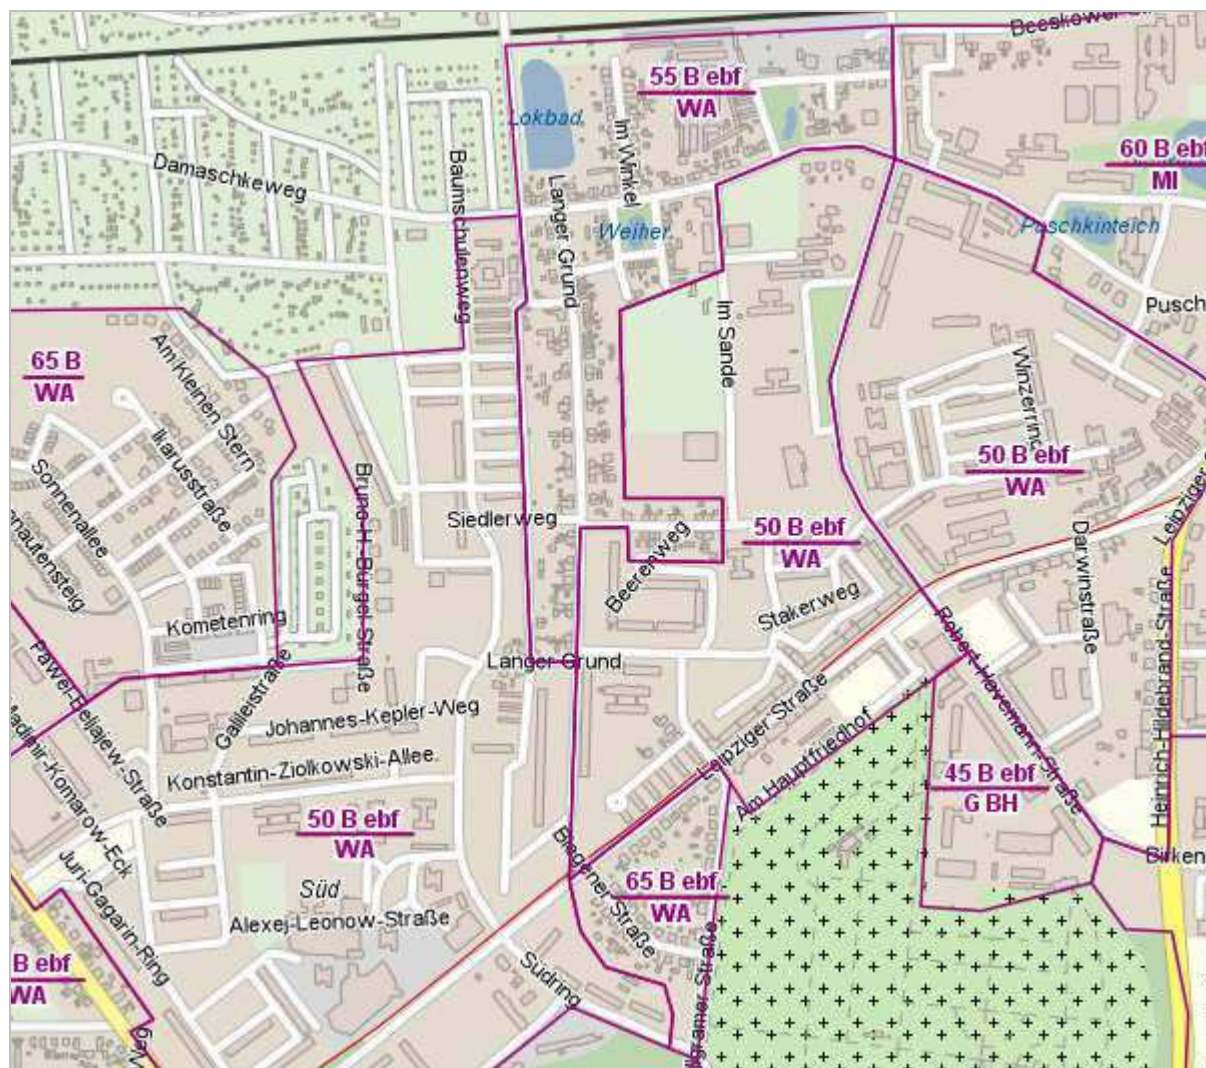 Beeskower
55 B ebf
WA
Lokbad.
Im Winkel
60 B ebf
MI
Damaschkeweg
Baumschulenweg
Langer Grund
Weiher
Puschkinteich
Pusch
Im Sande
65 B
WA
Am Kleinen Stern
Ikarusstraße
Winzerring
50 B ebf
WA
Sonnenallee
Bruno-H.-Bürgel-Straße
Siedlerweg
Beerenweg
50 B ebf
WA
Leipziger
Darwinstraße
Heinrich-Hildebrand-Straße
Stakerweg
Kometenring
Langer Grund
Robert-Havemann-Straße
Pawel-Beljajew-Straße
Galileistraße
Johannes-Kepler-Weg
Leipziger Straße
Am Hauptfriedhof
Konstantin-Ziolkowski-Allee.
45 B ebf
G BH
50 B ebf
WA
Birken
Juri-Gagarin-Ring
Süd
Biegener Straße
65 B ebf
WA
Alexej-Leonow-Straße
B ebf
WA
Südring